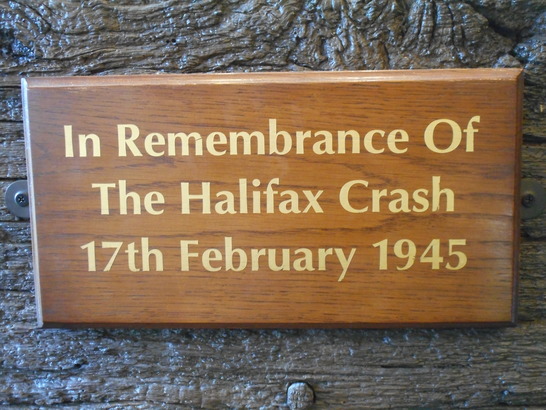 In Remembrance Of
The Halifax Crash
17th February 1945